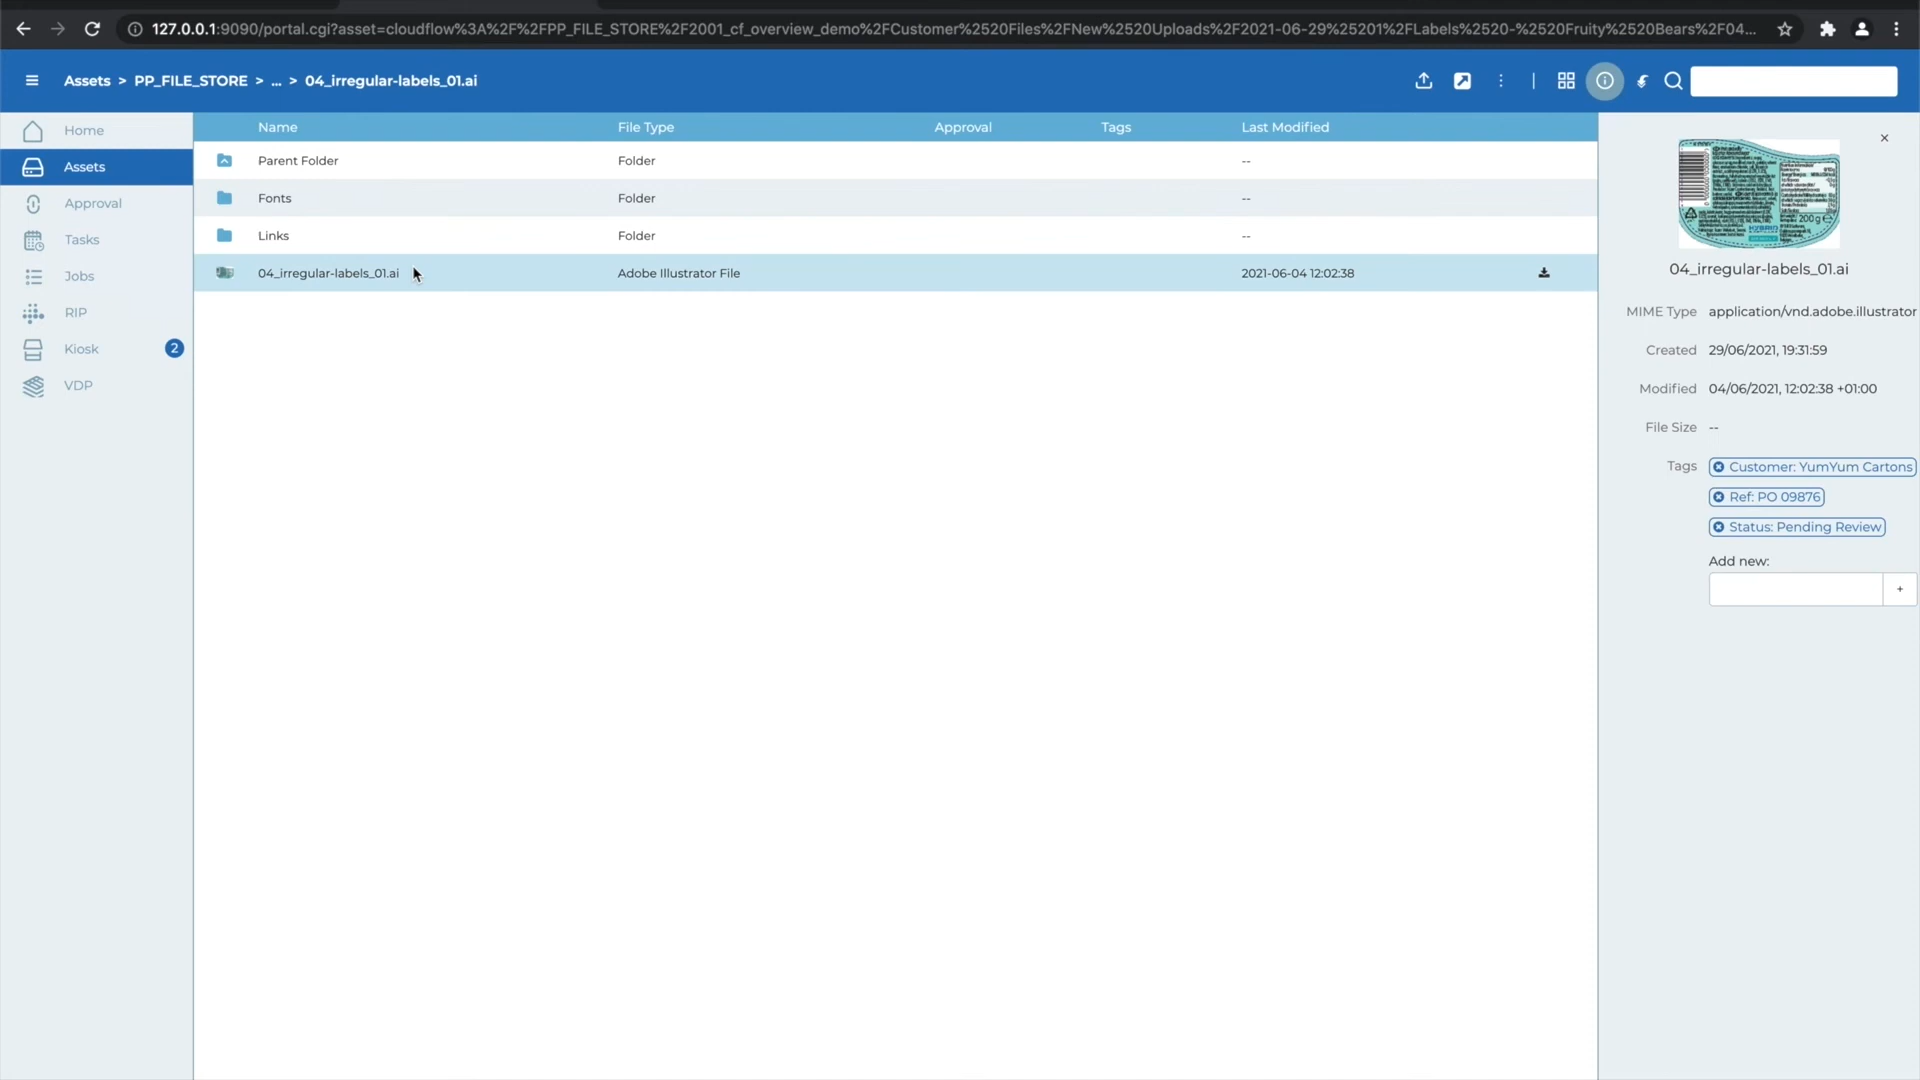 127.0.0.1:9090/portal.cgi?asset=cloudflow%3A%2F%2FPP_FILE_STORE%2F2001_cf_overview_demo%2FCustomer%2520Files%2FNew%2520Uploads%2F2021-06-29%25201%2FLabels%2520-%2520Fruity%2520Bears%2F04...
Assets > PP_FILE_STORE > ... > 04_irregular-labels_01.ai
Home
Assets
Approval
Tasks
Jobs
RIP
Kiosk 2
VDP
Name File Type Approval Tags Last Modified
Parent Folder Folder --
Fonts Folder --
Links Folder --
04_irregular-labels_01.ai Adobe Illustrator File 2021-06-04 12:02:38
200g
HYBRID
04_irregular-labels_01.ai
MIME Type application/vnd.adobe.illustrator
Created 29/06/2021, 19:31:59
Modified 04/06/2021, 12:02:38 +01:00
File Size --
Tags Customer: YumYum Cartons
Ref: PO 09876
Status: Pending Review
Add new:
+